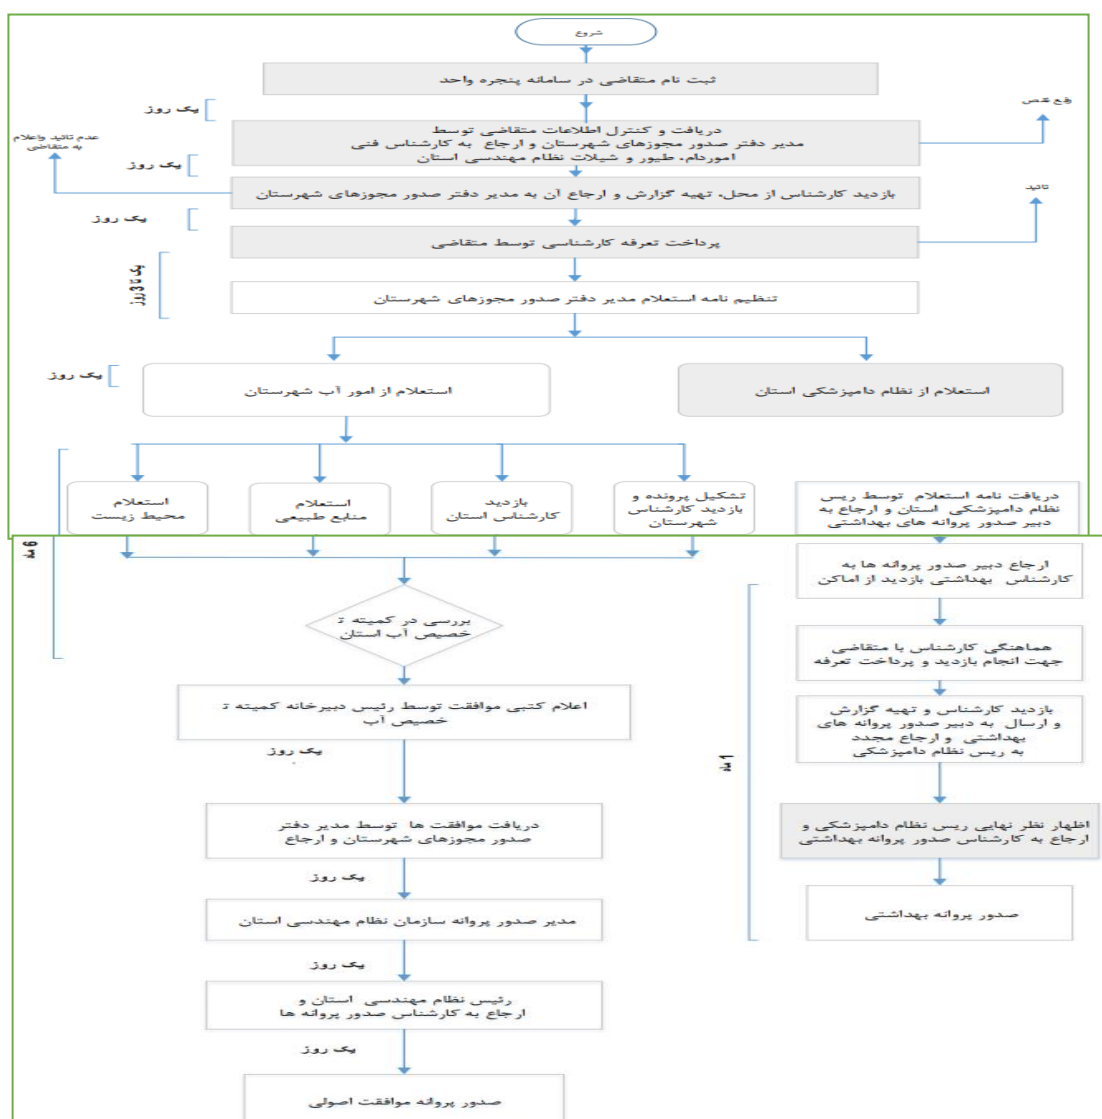 شروع
ثبت نام متقاضی در سامانه پنجره واحد
یک روز
رفع نقص
دریافت و کنترل اطلاعات متقاضی توسط
مدیر دفتر صدور مجوزهای شهرستان و ارجاع به کارشناس فنی
اموردام، طیور و شیلات نظام مهندسی استان
عدم تائید واعلام
به متقاضی
یک روز
بازدید کارشناس از محل، تهیه گزارش و ارجاع آن به مدیر دفتر صدور مجوزهای شهرستان
تائید
یک روز
پرداخت تعرفه کارشناسی توسط متقاضی
یک تا 3 روز
تنظیم نامه استعلام مدیر دفتر صدور مجوزهای شهرستان
یک روز
استعلام از نظام دامپزشکی استان
استعلام از امور آب شهرستان
دریافت نامه استعلام توسط ریس
نظام دامپزشکی استان و ارجاع به
دبیر صدور پروانه های بهداشتی
تشکیل پرونده و
بازدید کارشناس
شهرستان
بازدید
کارشناس استان
استعلام
منابع طبیعی
استعلام
محیط زیست
6 ماه
ارجاع دبیر صدور پروانه ها به
کارشناس بهداشتی بازدید از اماکن
بررسی در کمیته ت
خصیص آب استان
هماهنگی کارشناس با متقاضی
جهت انجام بازدید و پرداخت تعرفه
اعلام کتبی موافقت توسط رئیس دبیرخانه کمیته ت
خصیص آب
بازدید کارشناس و تهیه گزارش
و ارسال به دبیر صدور پروانه های
بهداشتی و ارجاع مجدد
به ریس نظام دامپزشکی
یک روز
1 ماه
دریافت موافقت ها توسط مدیر دفتر
صدور مجوزهای شهرستان و ارجاع
اظهار نظر نهایی ریس نظام دامپزشکی و
ارجاع به کارشناس صدور پروانه بهداشتی
یک روز
مدیر صدور پروانه سازمان نظام مهندسی استان
صدور پروانه بهداشتی
یک روز
رئیس نظام مهندسی استان و
ارجاع به کارشناس صدور پروانه ها
یک روز
صدور پروانه موافقت اصولی